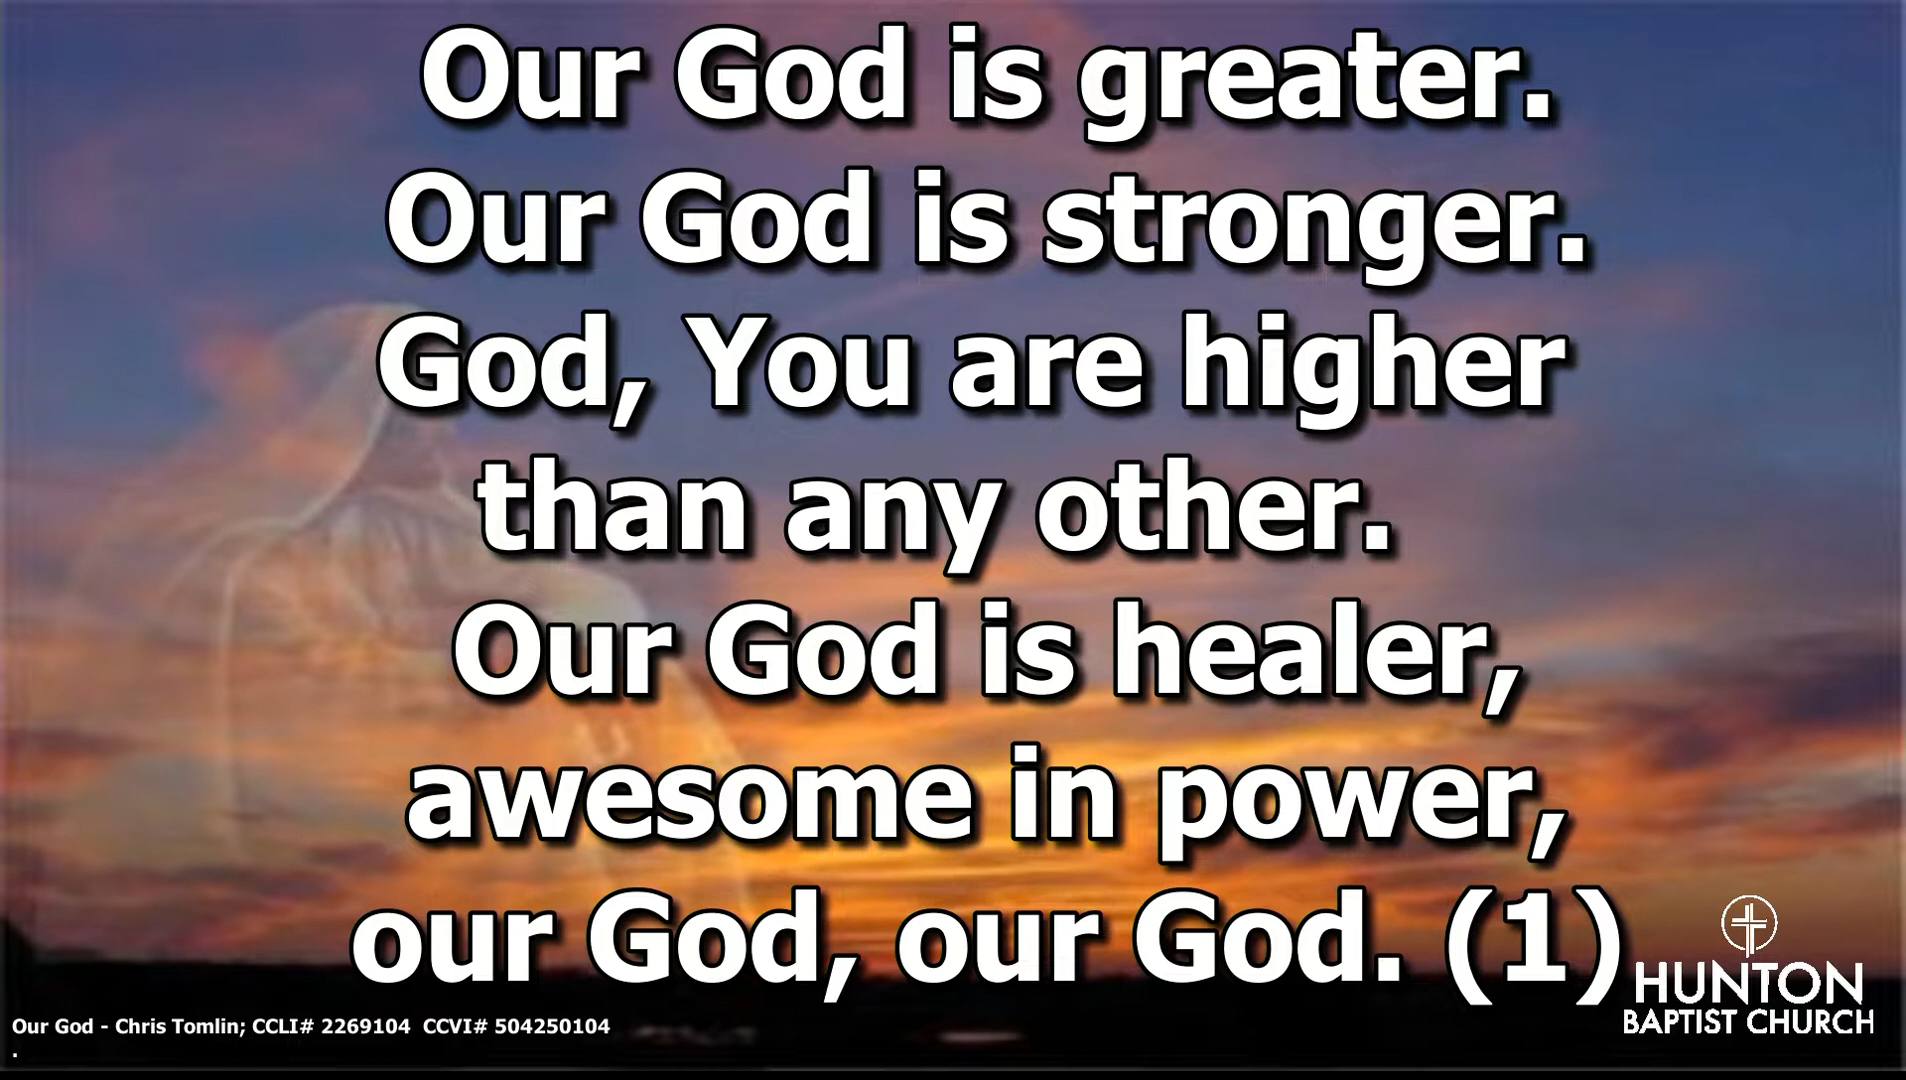 Our God is greater.
Our God is stronger.
God, You are higher
than any other.
Our God is healer,
awesome in power,
our God, our God. (1)
HUNTON
BAPTIST CHURCH
Our God - Chris Tomlin; CCLI# 2269104  CCVI# 504250104
.